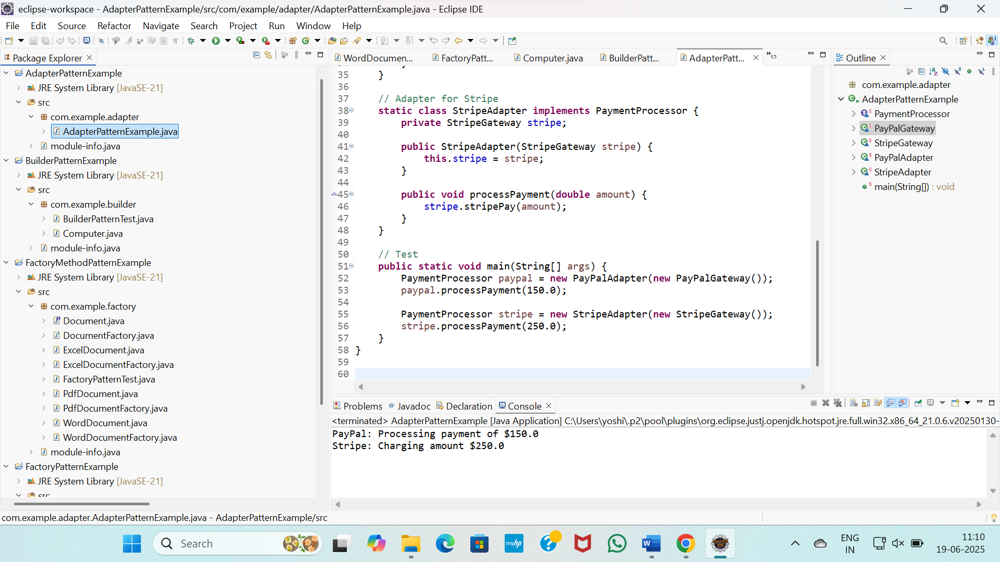 eclipse-workspace - AdapterPatternExample/src/com/example/adapter/AdapterPatternExample.java - Eclipse IDE
File Edit Source Refactor Navigate Search Project Run Window Help
Package Explorer
AdapterPatternExample
JRE System Library [JavaSE-21]
src
com.example.adapter
AdapterPatternExample.java
module-info.java
BuilderPatternExample
JRE System Library [JavaSE-21]
src
com.example.builder
BuilderPatternTest.java
Computer.java
module-info.java
FactoryMethodPatternExample
JRE System Library [JavaSE-21]
src
com.example.factory
Document.java
DocumentFactory.java
ExcelDocument.java
ExcelDocumentFactory.java
FactoryPatternTest.java
PdfDocument.java
PdfDocumentFactory.java
WordDocument.java
WordDocumentFactory.java
module-info.java
FactoryPatternExample
JRE System Library [JavaSE-21]
src
WordDocumen... FactoryPatt... Computer.java BuilderPatt... AdapterPatt... »12
35 }
36
37 // Adapter for Stripe
38 static class StripeAdapter implements PaymentProcessor {
39 private StripeGateway stripe;
40
41 public StripeAdapter(StripeGateway stripe) {
42 this.stripe = stripe;
43 }
44
45 public void processPayment(double amount) {
46 stripe.stripePay(amount);
47 }
48 }
49
50 // Test
51 public static void main(String[] args) {
52 PaymentProcessor paypal = new PayPalAdapter(new PayPalGateway());
53 paypal.processPayment(150.0);
54
55 PaymentProcessor stripe = new StripeAdapter(new StripeGateway());
56 stripe.processPayment(250.0);
57 }
58 }
59
60
Outline
com.example.adapter
AdapterPatternExample
PaymentProcessor
PayPalGateway
StripeGateway
PayPalAdapter
StripeAdapter
main(String[]) : void
Problems Javadoc Declaration Console
<terminated> AdapterPatternExample [Java Application] C:\Users\yoshi\.p2\pool\plugins\org.eclipse.justj.openjdk.hotspot.jre.full.win32.x86_64_21.0.6.v20250130-
PayPal: Processing payment of $150.0
Stripe: Charging amount $250.0
com.example.adapter.AdapterPatternExample.java - AdapterPatternExample/src
Search
myhp
ENG
IN
11:10
19-06-2025